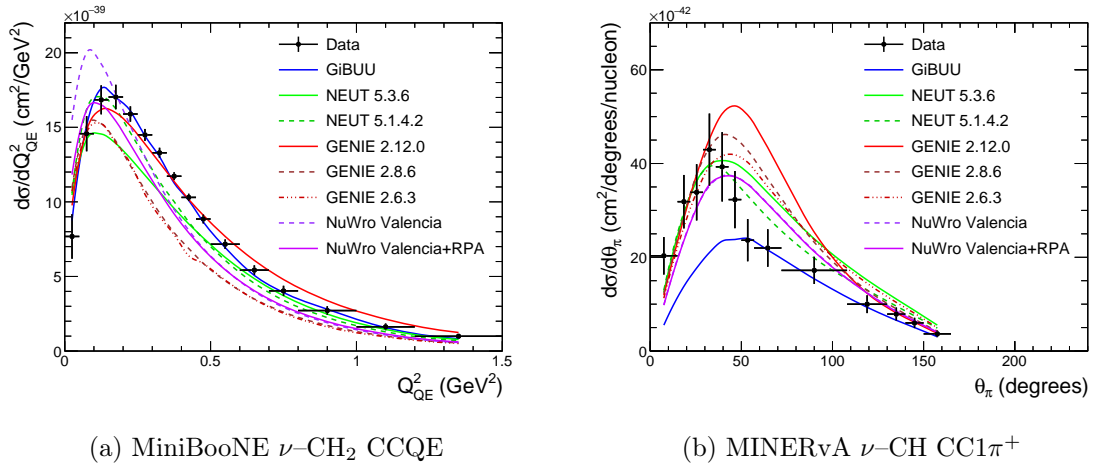 ×10⁻³⁹
dσ/dQ²_QE (cm²/GeV²)
20
15
10
5
0
0
0.5
1
1.5
Q²_QE (GeV²)
Data
GiBUU
NEUT 5.3.6
NEUT 5.1.4.2
GENIE 2.12.0
GENIE 2.8.6
GENIE 2.6.3
NuWro Valencia
NuWro Valencia+RPA
(a) MiniBooNE ν–CH₂ CCQE
×10⁻⁴²
dσ/dθ_π (cm²/degrees/nucleon)
60
40
20
0
0
50
100
150
200
θ_π (degrees)
Data
GiBUU
NEUT 5.3.6
NEUT 5.1.4.2
GENIE 2.12.0
GENIE 2.8.6
GENIE 2.6.3
NuWro Valencia
NuWro Valencia+RPA
(b) MINERvA ν–CH CC1π⁺